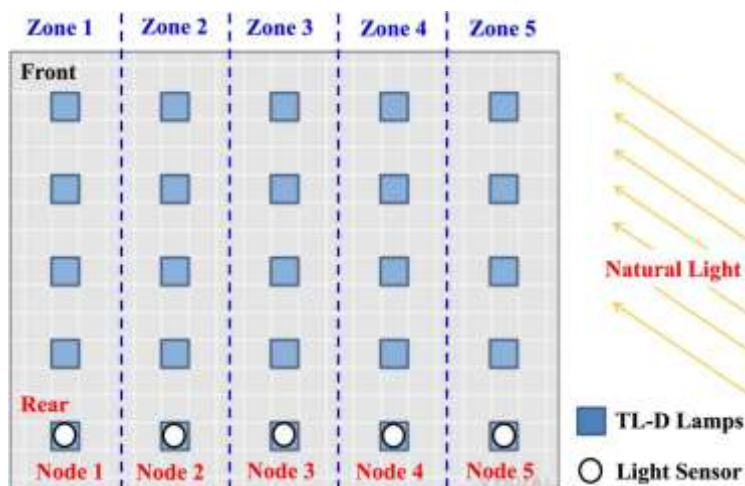 Zone 1 Zone 2 Zone 3 Zone 4 Zone 5
Front
Natural Light
Rear
TL-D Lamps
Node 1 Node 2 Node 3 Node 4 Node 5
Light Sensor